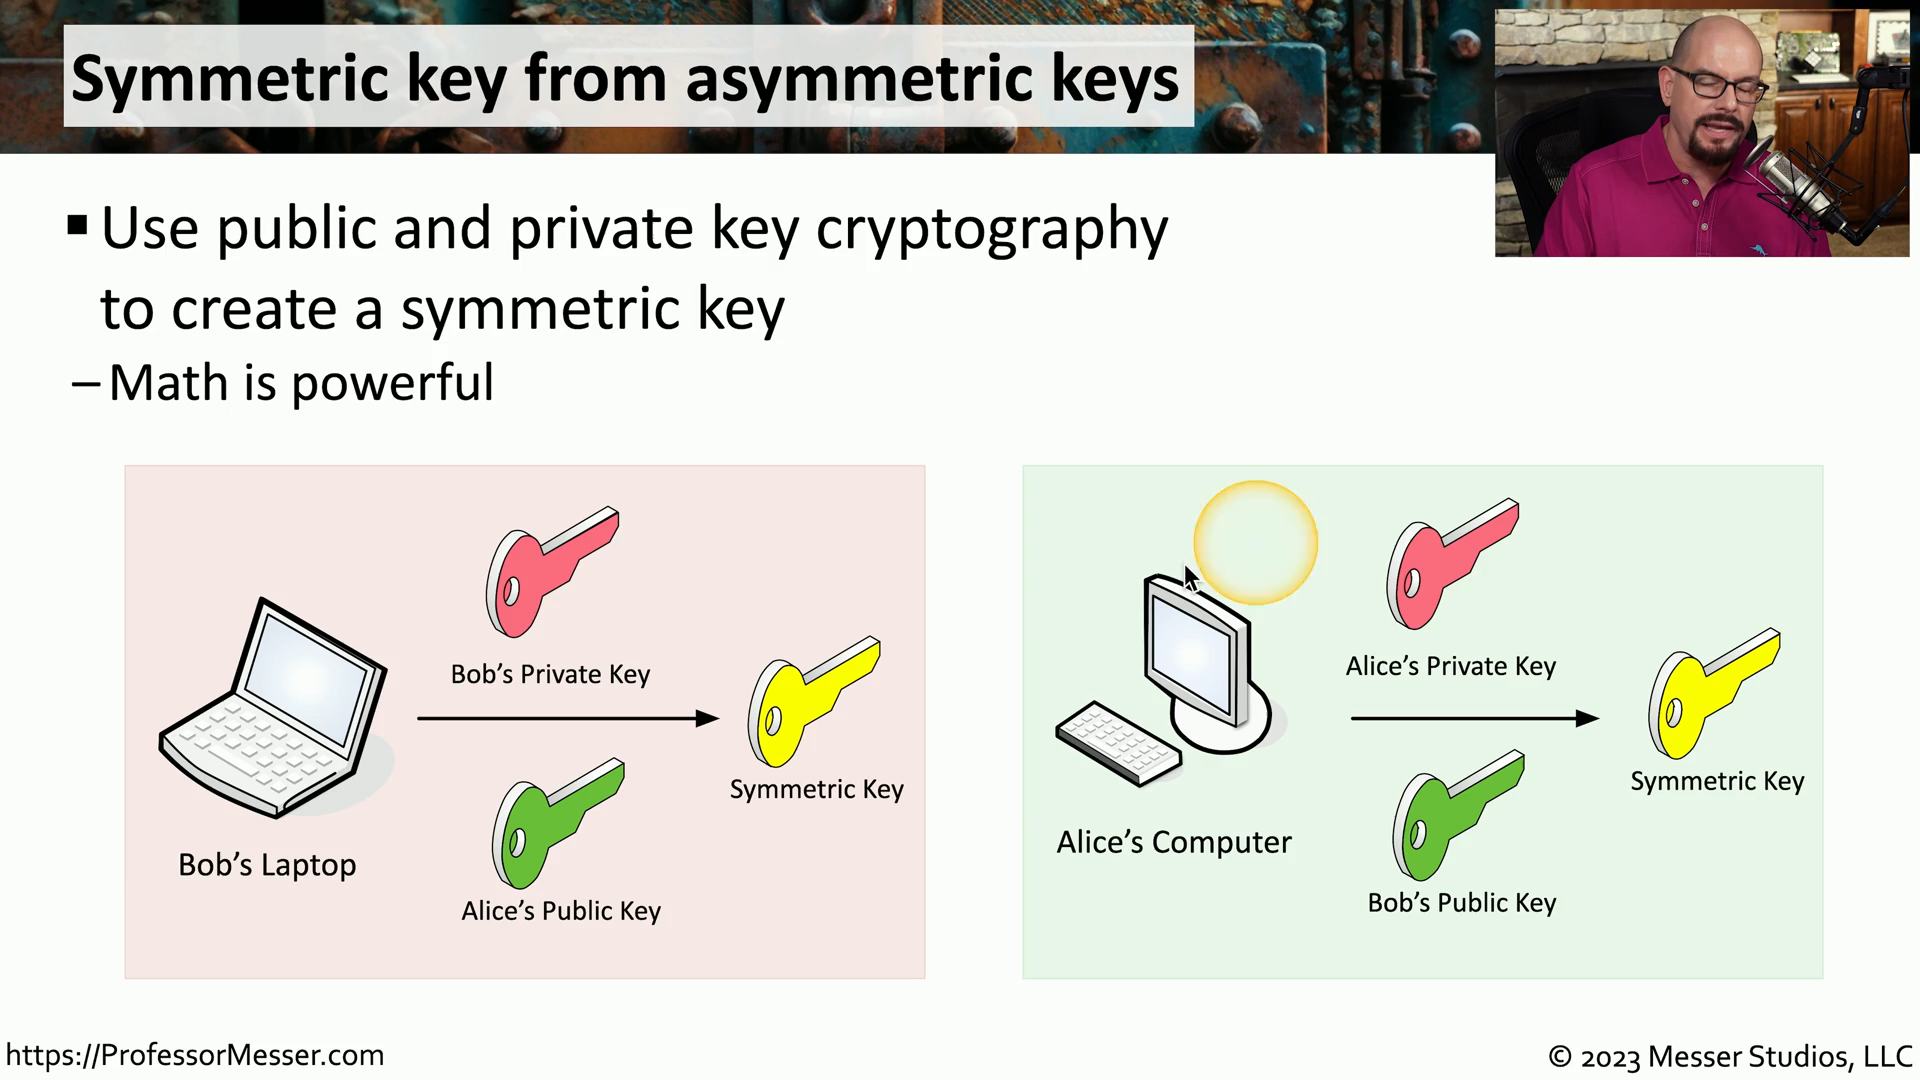 Symmetric key from asymmetric keys
▪ Use public and private key cryptography
to create a symmetric key
– Math is powerful
Bob's Private Key
Symmetric Key
Bob's Laptop
Alice's Public Key
Alice's Private Key
Symmetric Key
Alice's Computer
Bob's Public Key
https://ProfessorMesser.com
© 2023 Messer Studios, LLC